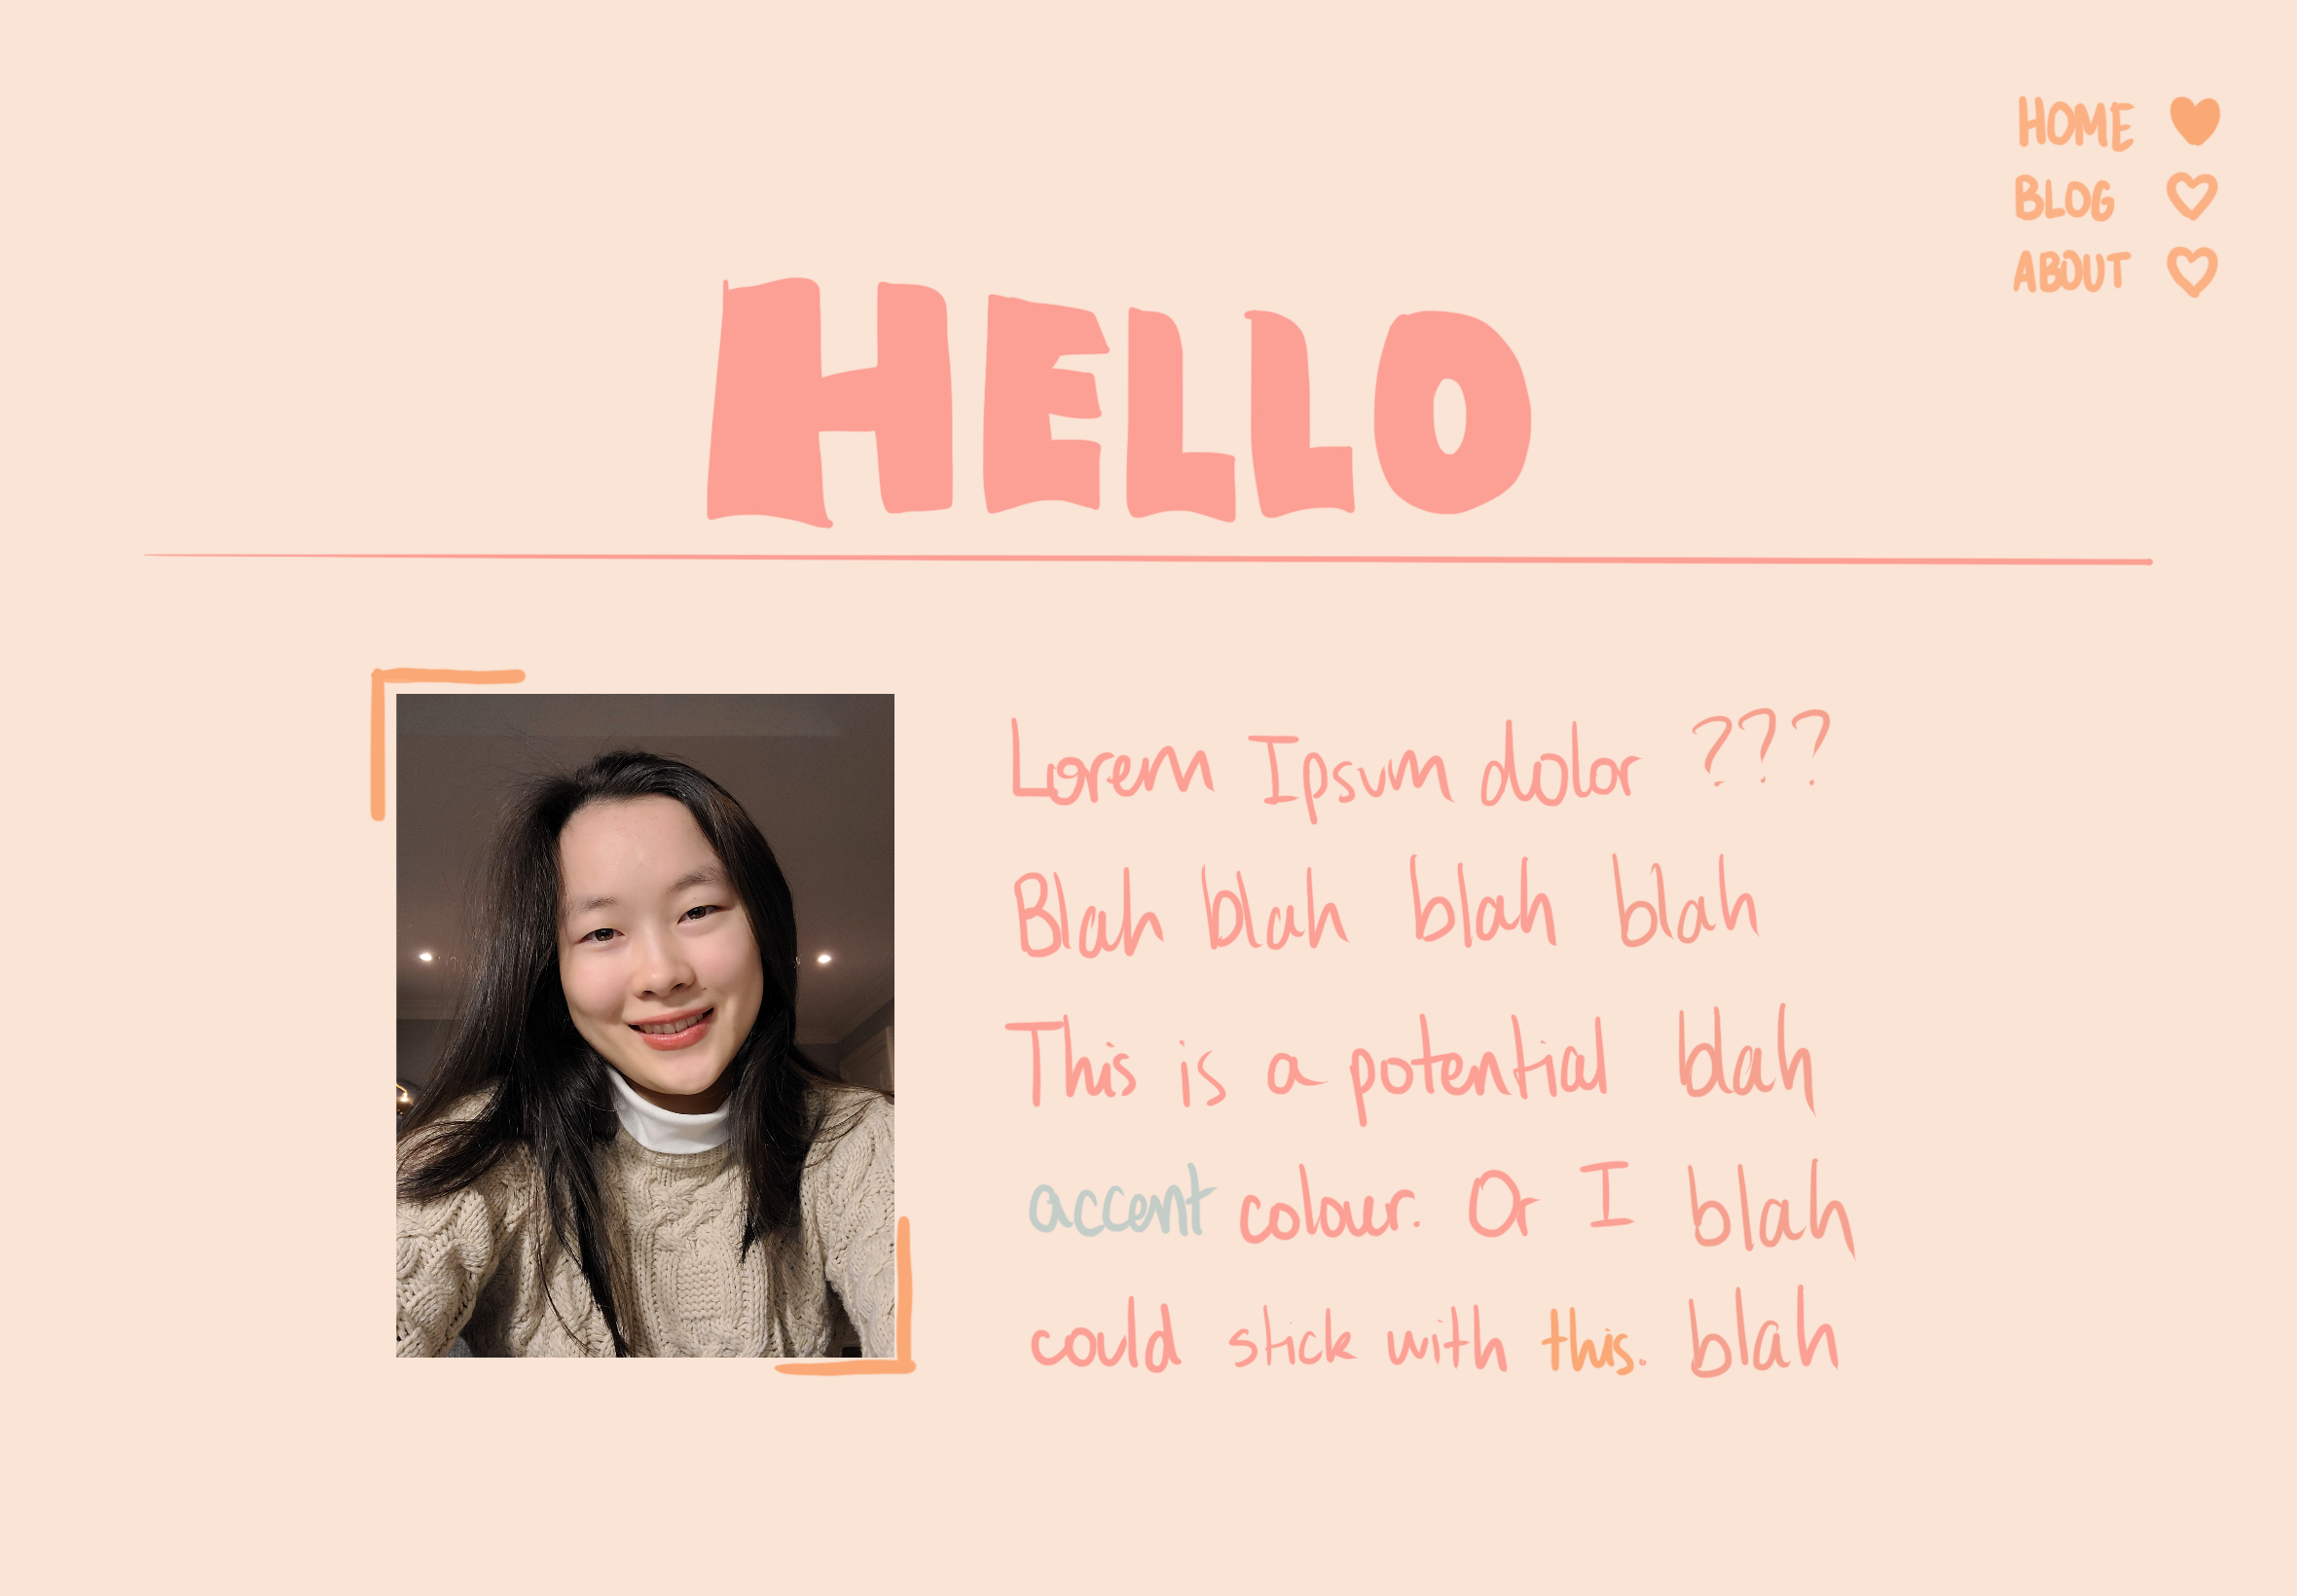 HOME
BLOG
ABOUT
HELLO
Lorem Ipsum dolor ???
Blah blah blah blah
This is a potential blah
accent colour. Or I blah
could stick with this. blah